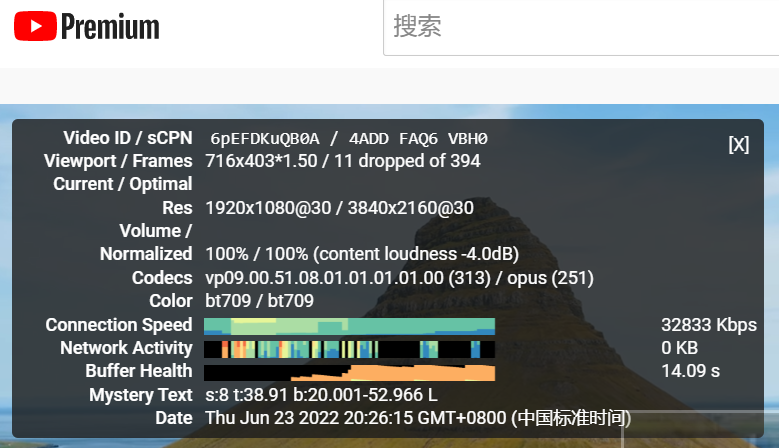 Premium
搜索
Video ID / sCPN 6pEFDKuQB0A / 4ADD FAQ6 VBH0
[X]
Viewport / Frames 716x403*1.50 / 11 dropped of 394
Current / Optimal
Res 1920x1080@30 / 3840x2160@30
Volume /
Normalized 100% / 100% (content loudness -4.0dB)
Codecs vp09.00.51.08.01.01.01.01.00 (313) / opus (251)
Color bt709 / bt709
Connection Speed 32833 Kbps
Network Activity 0 KB
Buffer Health 14.09 s
Mystery Text s:8 t:38.91 b:20.001-52.966 L
Date Thu Jun 23 2022 20:26:15 GMT+0800 (中国标准时间)